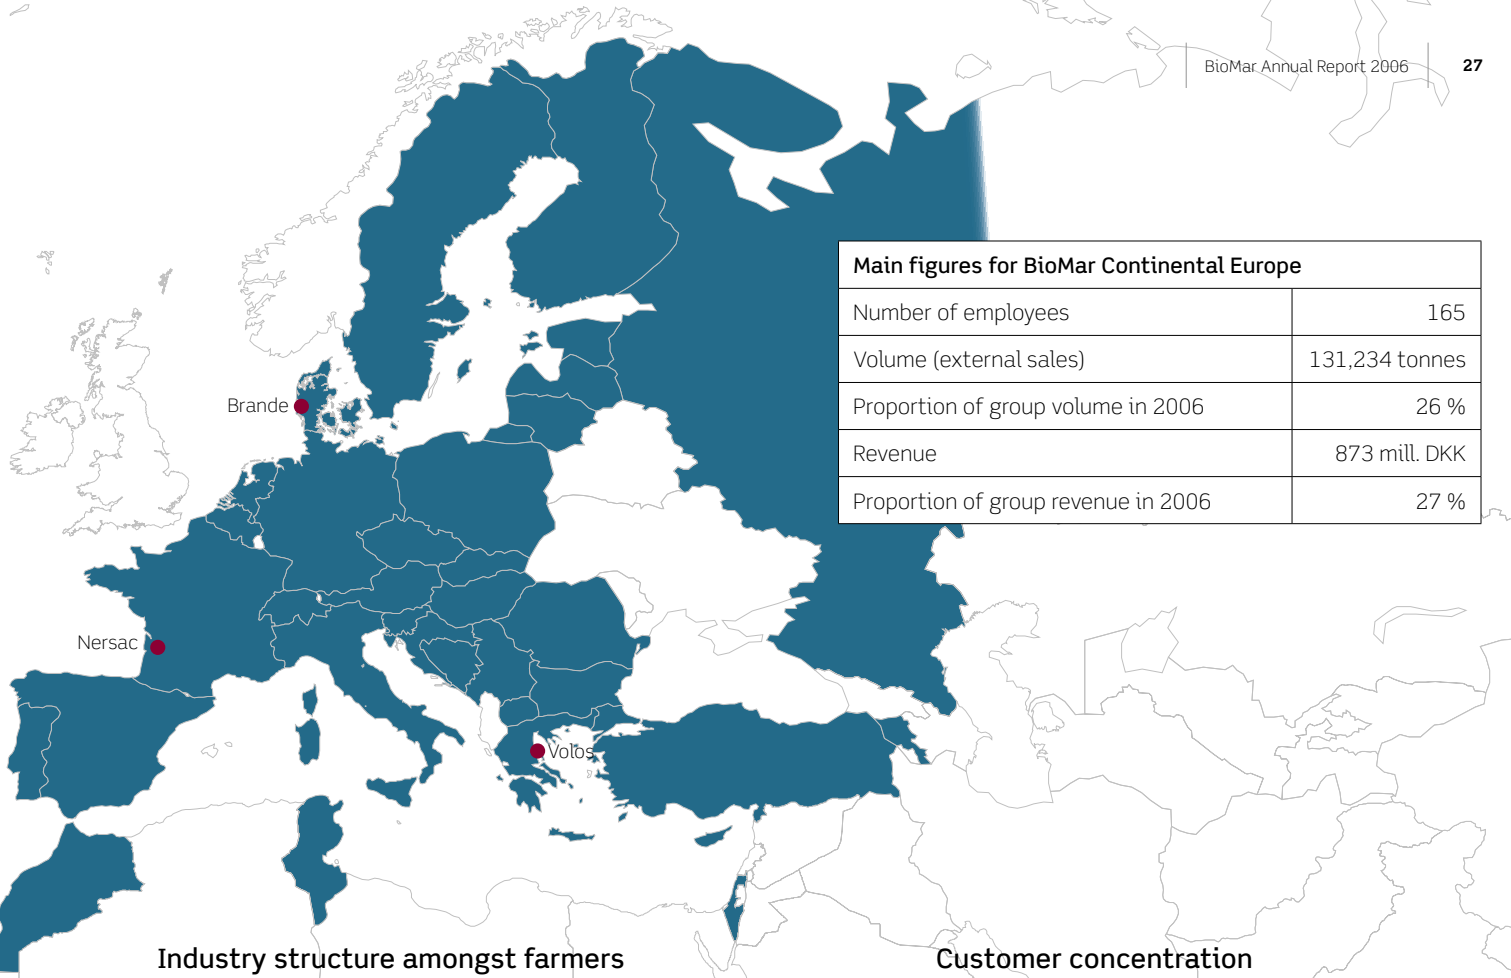 BioMar Annual Report 2006 27
Main figures for BioMar Continental Europe
Number of employees 165
Volume (external sales) 131,234 tonnes
Proportion of group volume in 2006 26 %
Revenue 873 mill. DKK
Proportion of group revenue in 2006 27 %
Brande
Nersac
Volos
Industry structure amongst farmers
Customer concentration